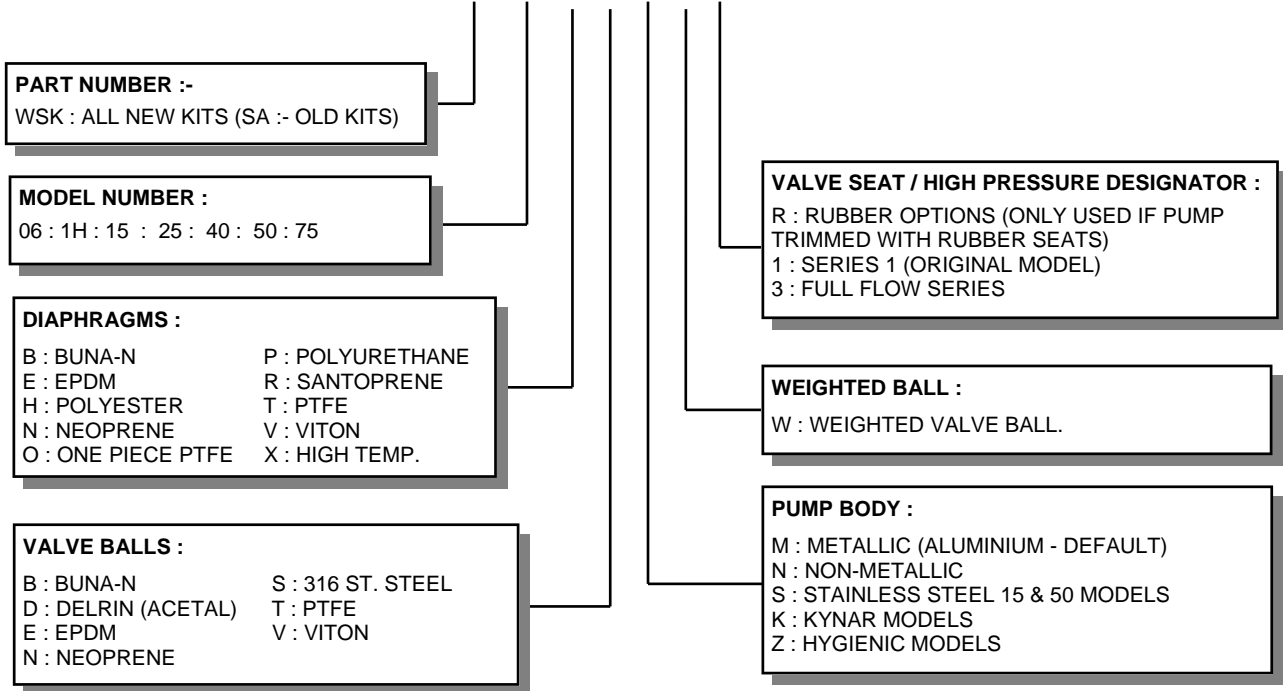 PART NUMBER :-
WSK : ALL NEW KITS (SA :- OLD KITS)
MODEL NUMBER :
06 : 1H : 15 : 25 : 40 : 50 : 75
DIAPHRAGMS :
B : BUNA-N P : POLYURETHANE
E : EPDM R : SANTOPRENE
H : POLYESTER T : PTFE
N : NEOPRENE V : VITON
O : ONE PIECE PTFE X : HIGH TEMP.
VALVE BALLS :
B : BUNA-N S : 316 ST. STEEL
D : DELRIN (ACETAL) T : PTFE
E : EPDM V : VITON
N : NEOPRENE
VALVE SEAT / HIGH PRESSURE DESIGNATOR :
R : RUBBER OPTIONS (ONLY USED IF PUMP
TRIMMED WITH RUBBER SEATS)
1 : SERIES 1 (ORIGINAL MODEL)
3 : FULL FLOW SERIES
WEIGHTED BALL :
W : WEIGHTED VALVE BALL.
PUMP BODY :
M : METALLIC (ALUMINIUM - DEFAULT)
N : NON-METALLIC
S : STAINLESS STEEL 15 & 50 MODELS
K : KYNAR MODELS
Z : HYGIENIC MODELS